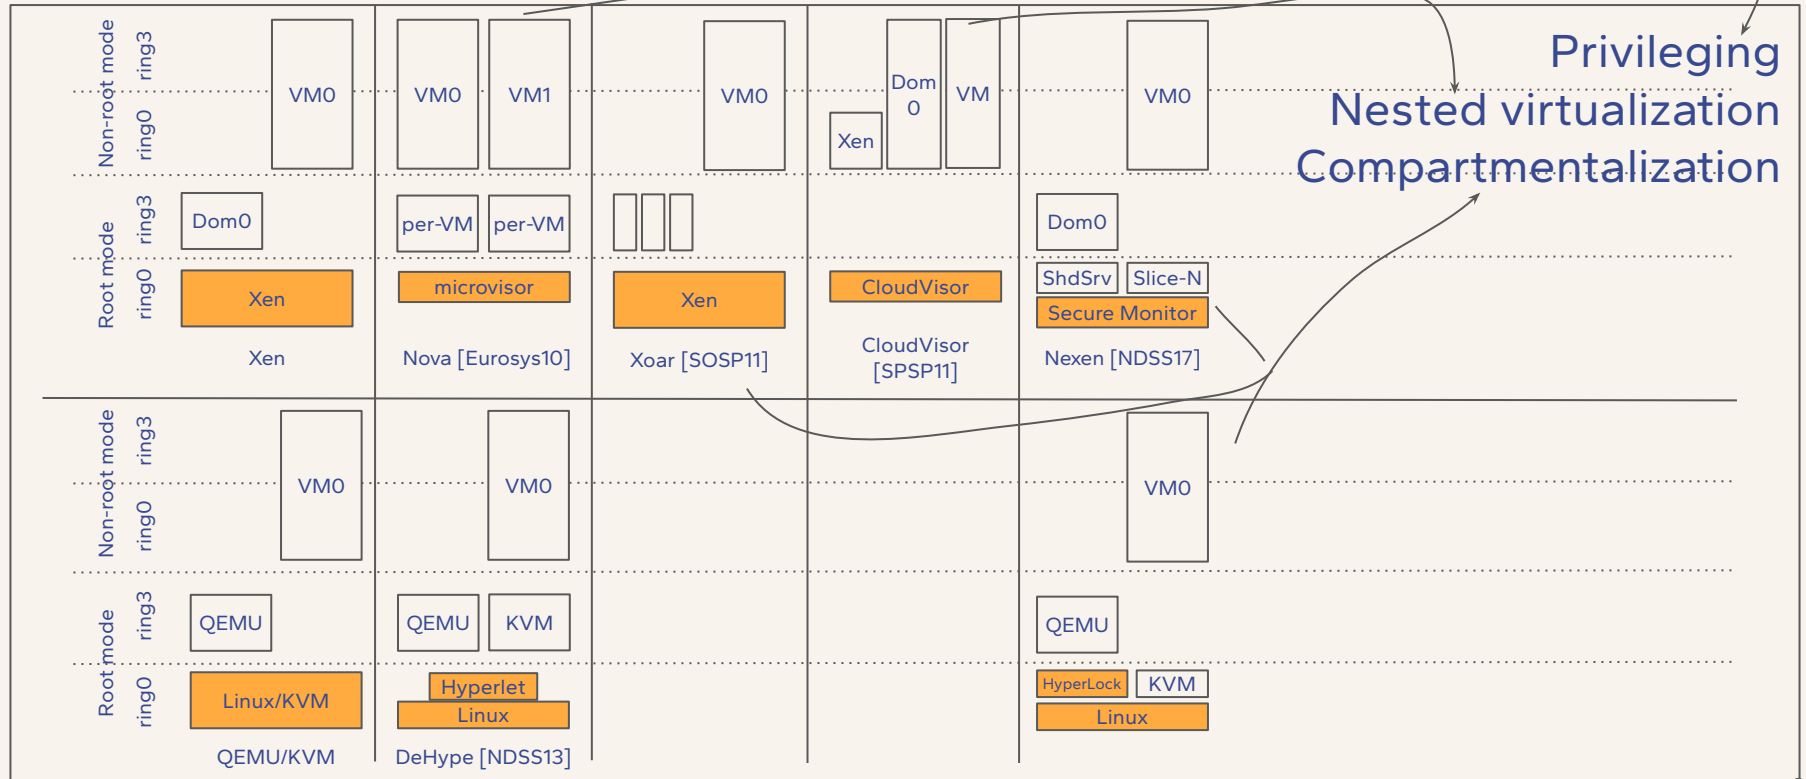 Privileging
Nested virtualization
Compartmentalization
Non-root mode
ring3
ring0
Root mode
ring3
ring0
VM0
Dom0
Xen
Xen
VM0
VM1
per-VM
per-VM
microvisor
Nova [Eurosys10]
VM0
Xen
Xoar [SOSP11]
Xen
Dom
0
VM
CloudVisor
CloudVisor
[SPSP11]
VM0
Dom0
ShdSrv
Slice-N
Secure Monitor
Nexen [NDSS17]
Non-root mode
ring3
ring0
Root mode
ring3
ring0
VM0
QEMU
Linux/KVM
QEMU/KVM
VM0
QEMU
KVM
Hyperlet
Linux
DeHype [NDSS13]
VM0
QEMU
HyperLock
KVM
Linux